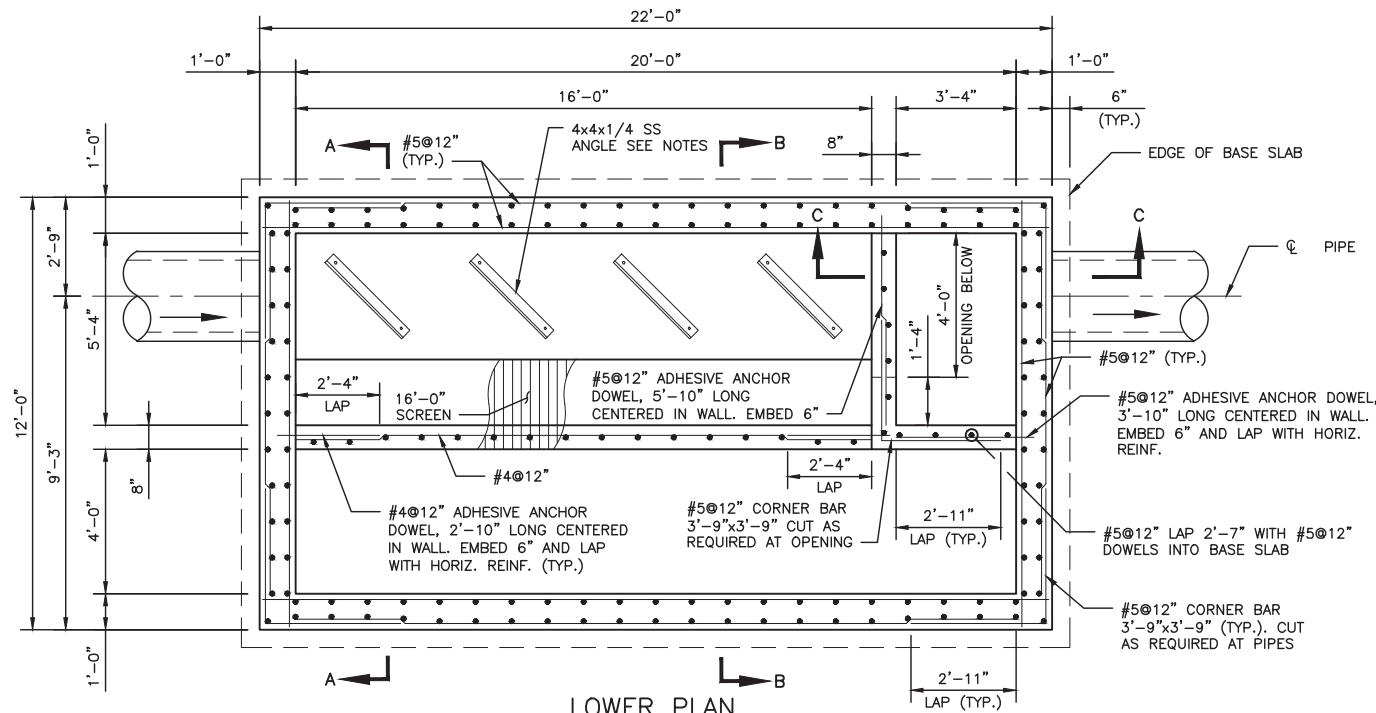 22'-0"
1'-0"
20'-0"
1'-0"
16'-0"
3'-4"
6"
(TYP.)
A
#5@12"
(TYP.)
4x4x1/4 SS
ANGLE SEE NOTES
B
8"
EDGE OF BASE SLAB
1'-0"
C
C
2'-9"
℄ PIPE
4'-0"
OPENING BELOW
5'-4"
1'-4"
#5@12" (TYP.)
2'-4"
LAP
16'-0"
SCREEN
#5@12" ADHESIVE ANCHOR
DOWEL, 5'-10" LONG
CENTERED IN WALL. EMBED 6"
#5@12" ADHESIVE ANCHOR DOWEL,
3'-10" LONG CENTERED IN WALL.
EMBED 6" AND LAP WITH HORIZ.
REINF.
12'-0"
9'-3"
8"
#4@12"
2'-4"
LAP
4'-0"
#4@12" ADHESIVE ANCHOR
DOWEL, 2'-10" LONG CENTERED
IN WALL. EMBED 6" AND LAP
WITH HORIZ. REINF. (TYP.)
#5@12" CORNER BAR
3'-9"x3'-9" CUT AS
REQUIRED AT OPENING
2'-11"
LAP (TYP.)
#5@12" LAP 2'-7" WITH #5@12"
DOWELS INTO BASE SLAB
#5@12" CORNER BAR
3'-9"x3'-9" (TYP.). CUT
AS REQUIRED AT PIPES
1'-0"
A
B
2'-11"
LAP (TYP.)
LOWER PLAN